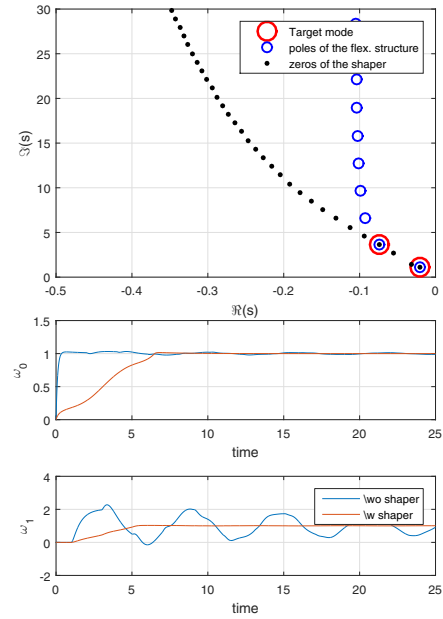 30
25
20
15
10
5
0
ℑ(s)
Target mode
poles of the flex. structure
zeros of the shaper
-0.5 -0.4 -0.3 -0.2 -0.1 0
ℜ(s)
1.5
1
0.5
0
ω0
0 5 10 15 20 25
time
4
2
0
-2
ω1
\wo shaper
\w shaper
0 5 10 15 20 25
time